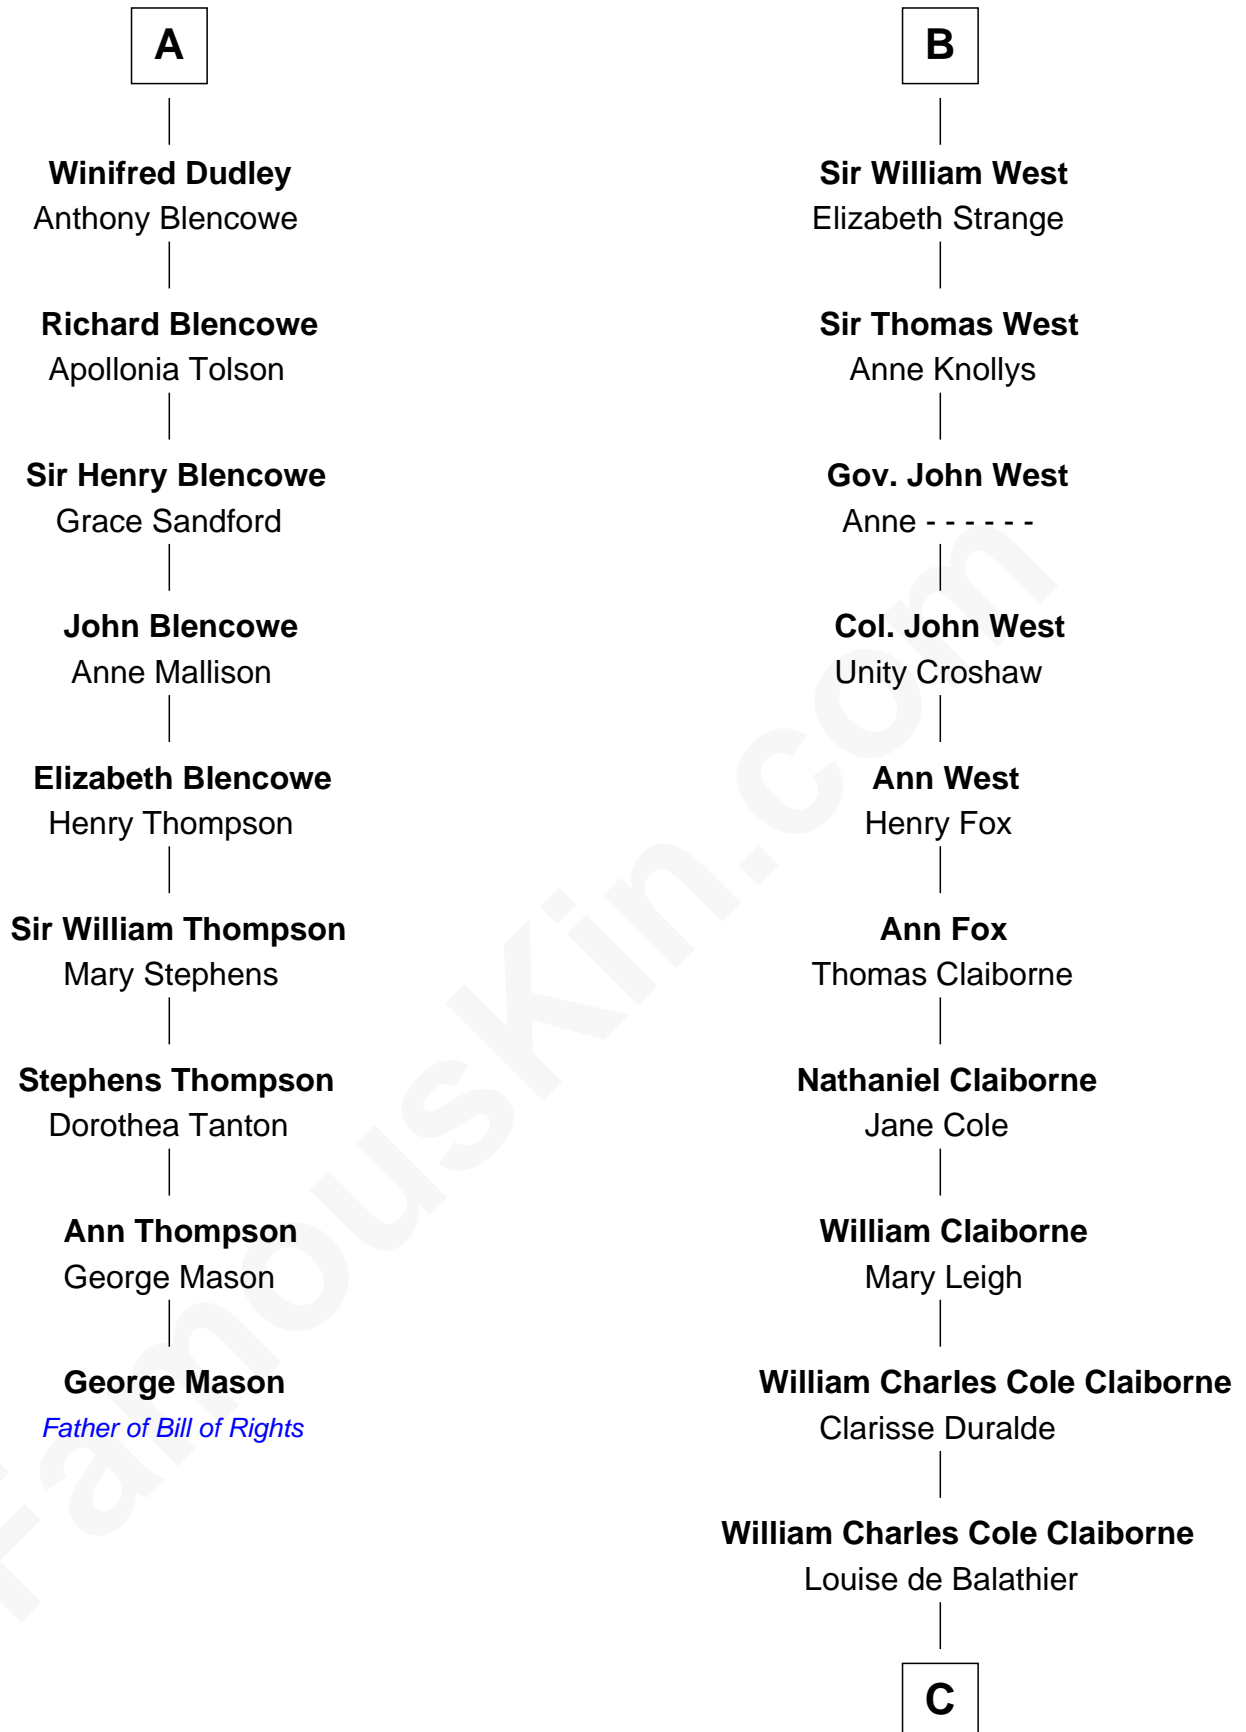 A
Winifred Dudley
Anthony Blencowe
Richard Blencowe
Apollonia Tolson
Sir Henry Blencowe
Grace Sandford
John Blencowe
Anne Mallison
Elizabeth Blencowe
Henry Thompson
Sir William Thompson
Mary Stephens
Stephens Thompson
Dorothea Tanton
Ann Thompson
George Mason
George Mason
Father of Bill of Rights
B
Sir William West
Elizabeth Strange
Sir Thomas West
Anne Knollys
Gov. John West
Anne - - - - - -
Col. John West
Unity Croshaw
Ann West
Henry Fox
Ann Fox
Thomas Claiborne
Nathaniel Claiborne
Jane Cole
William Claiborne
Mary Leigh
William Charles Cole Claiborne
Clarisse Duralde
William Charles Cole Claiborne
Louise de Balathier
C
FamousKin.com